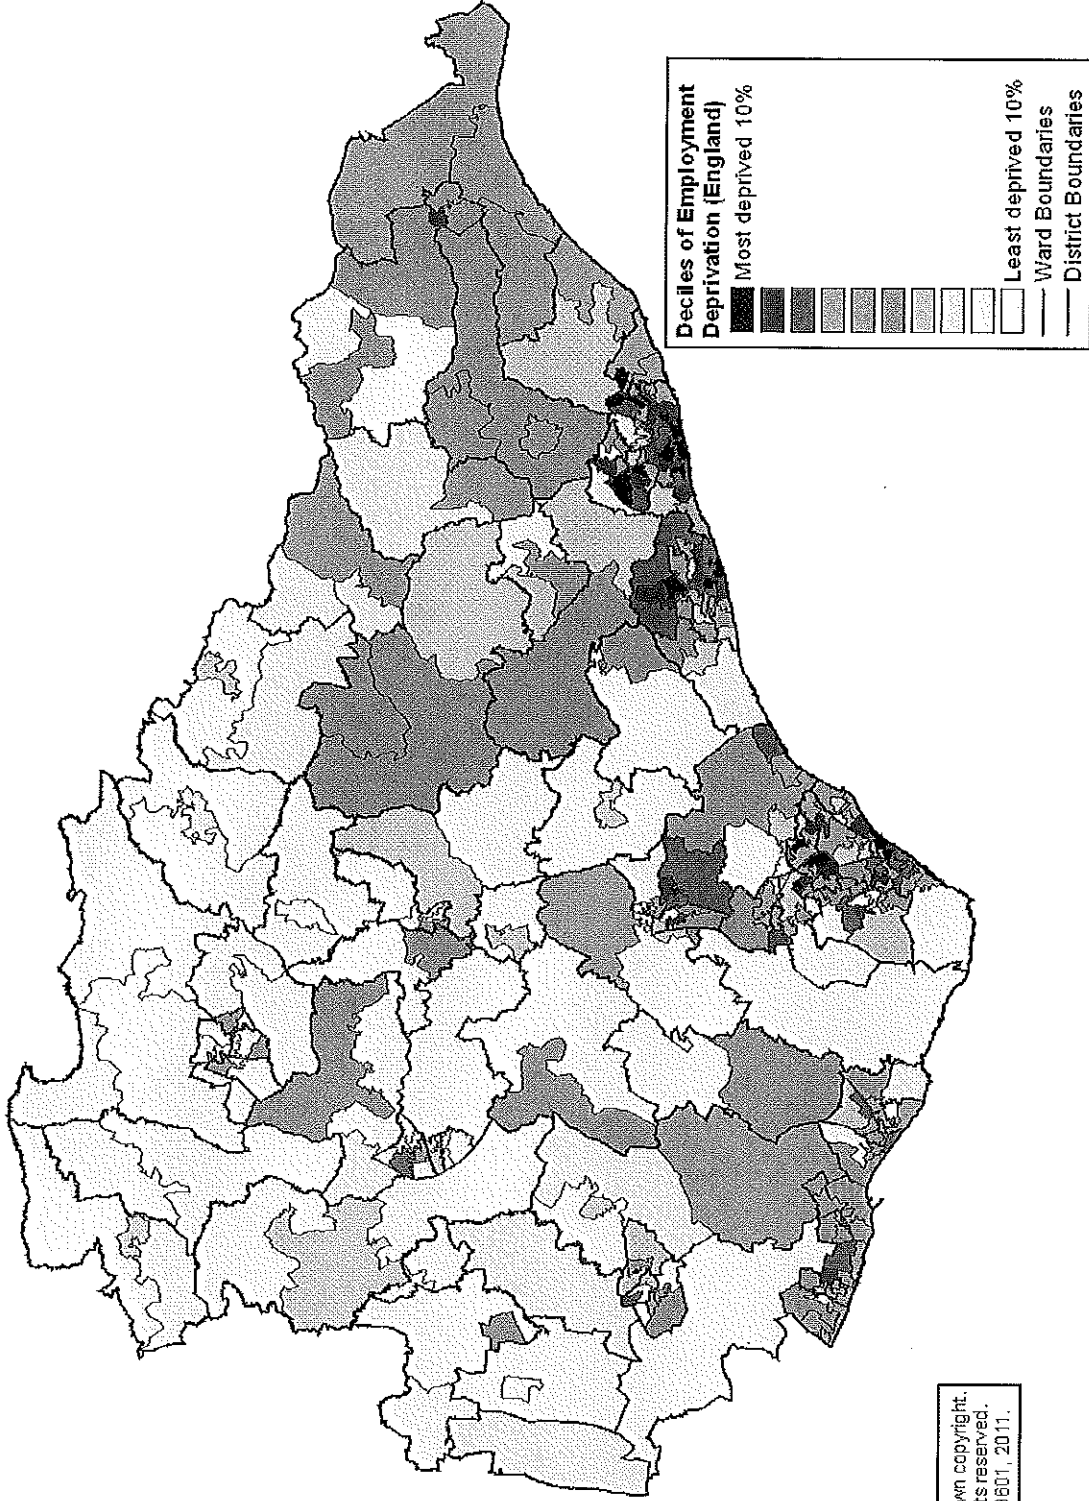 Deciles of Employment
Deprivation (England)
Most deprived 10%
Least deprived 10%
Ward Boundaries
District Boundaries
copyright.
reserved.
2011.